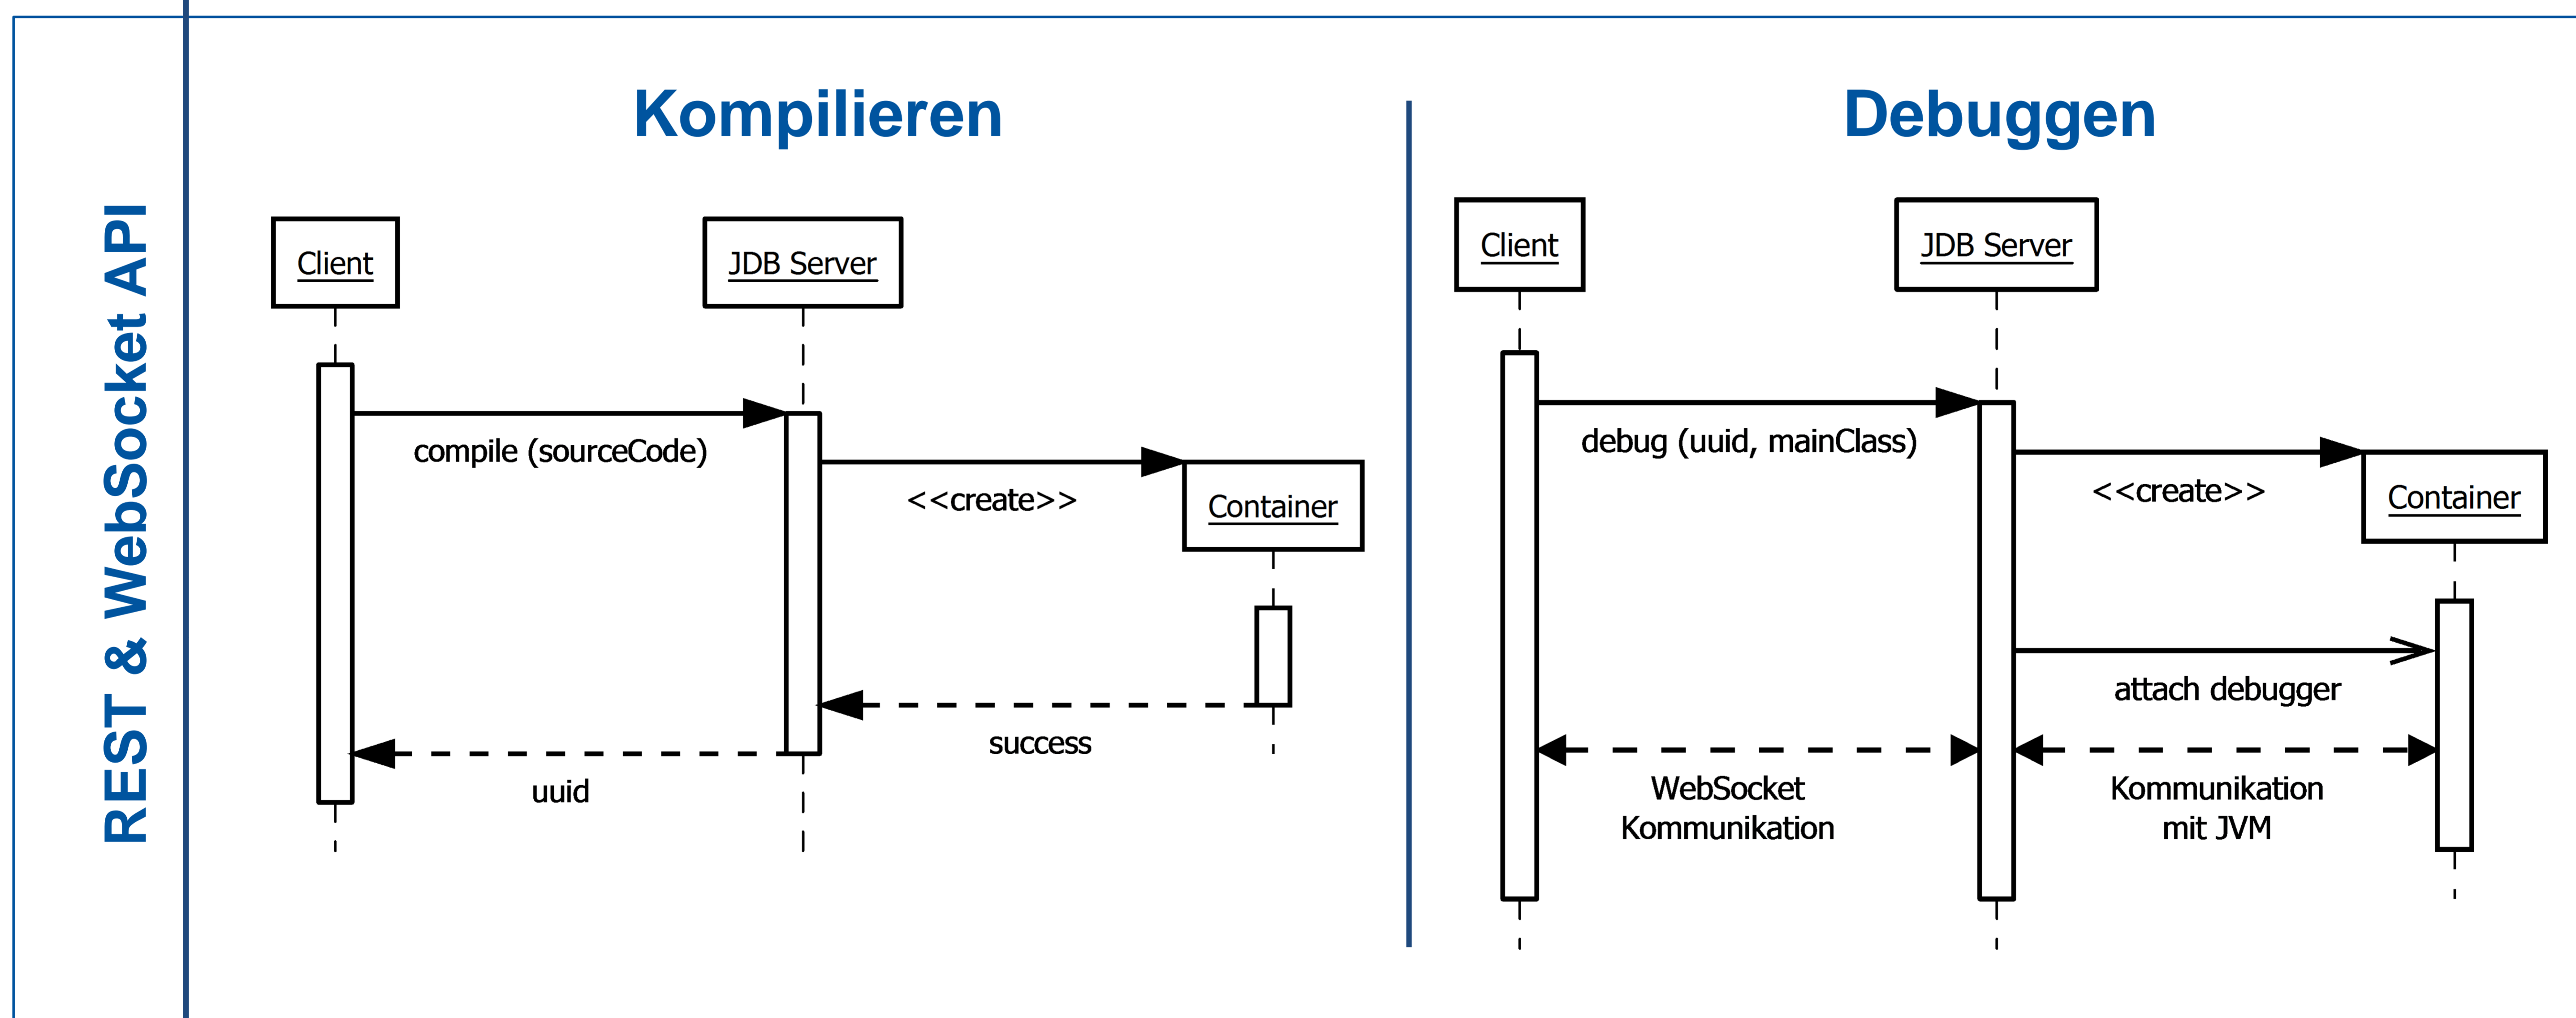 REST & WebSocket API
Kompilieren
Client
JDB Server
compile (sourceCode)
<<create>>
Container
success
uuid
Debuggen
Client
JDB Server
debug (uuid, mainClass)
<<create>>
Container
attach debugger
WebSocket
Kommunikation
Kommunikation
mit JVM